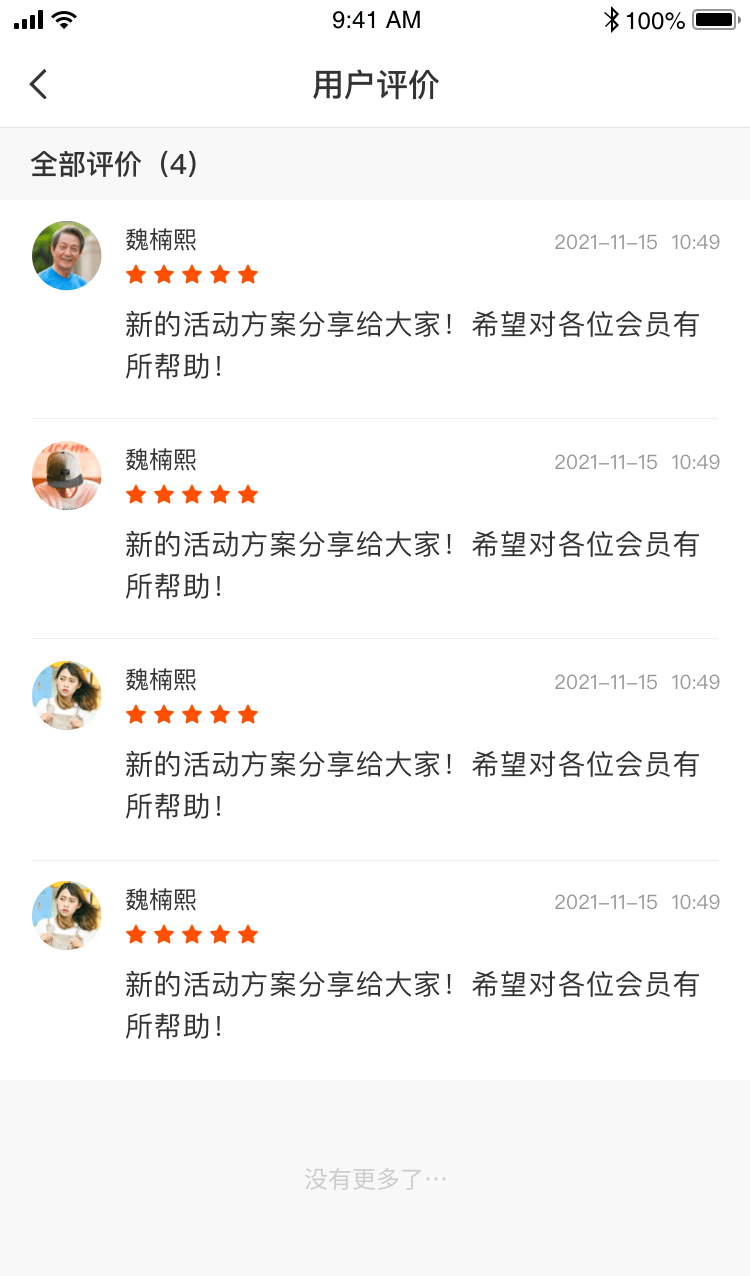 9:41 AM
100%
用户评价
全部评价（4）
魏楠熙
2021-11-15 10:49
新的活动方案分享给大家！希望对各位会员有
所帮助！
魏楠熙
2021-11-15 10:49
新的活动方案分享给大家！希望对各位会员有
所帮助！
魏楠熙
2021-11-15 10:49
新的活动方案分享给大家！希望对各位会员有
所帮助！
魏楠熙
2021-11-15 10:49
新的活动方案分享给大家！希望对各位会员有
所帮助！
没有更多了···